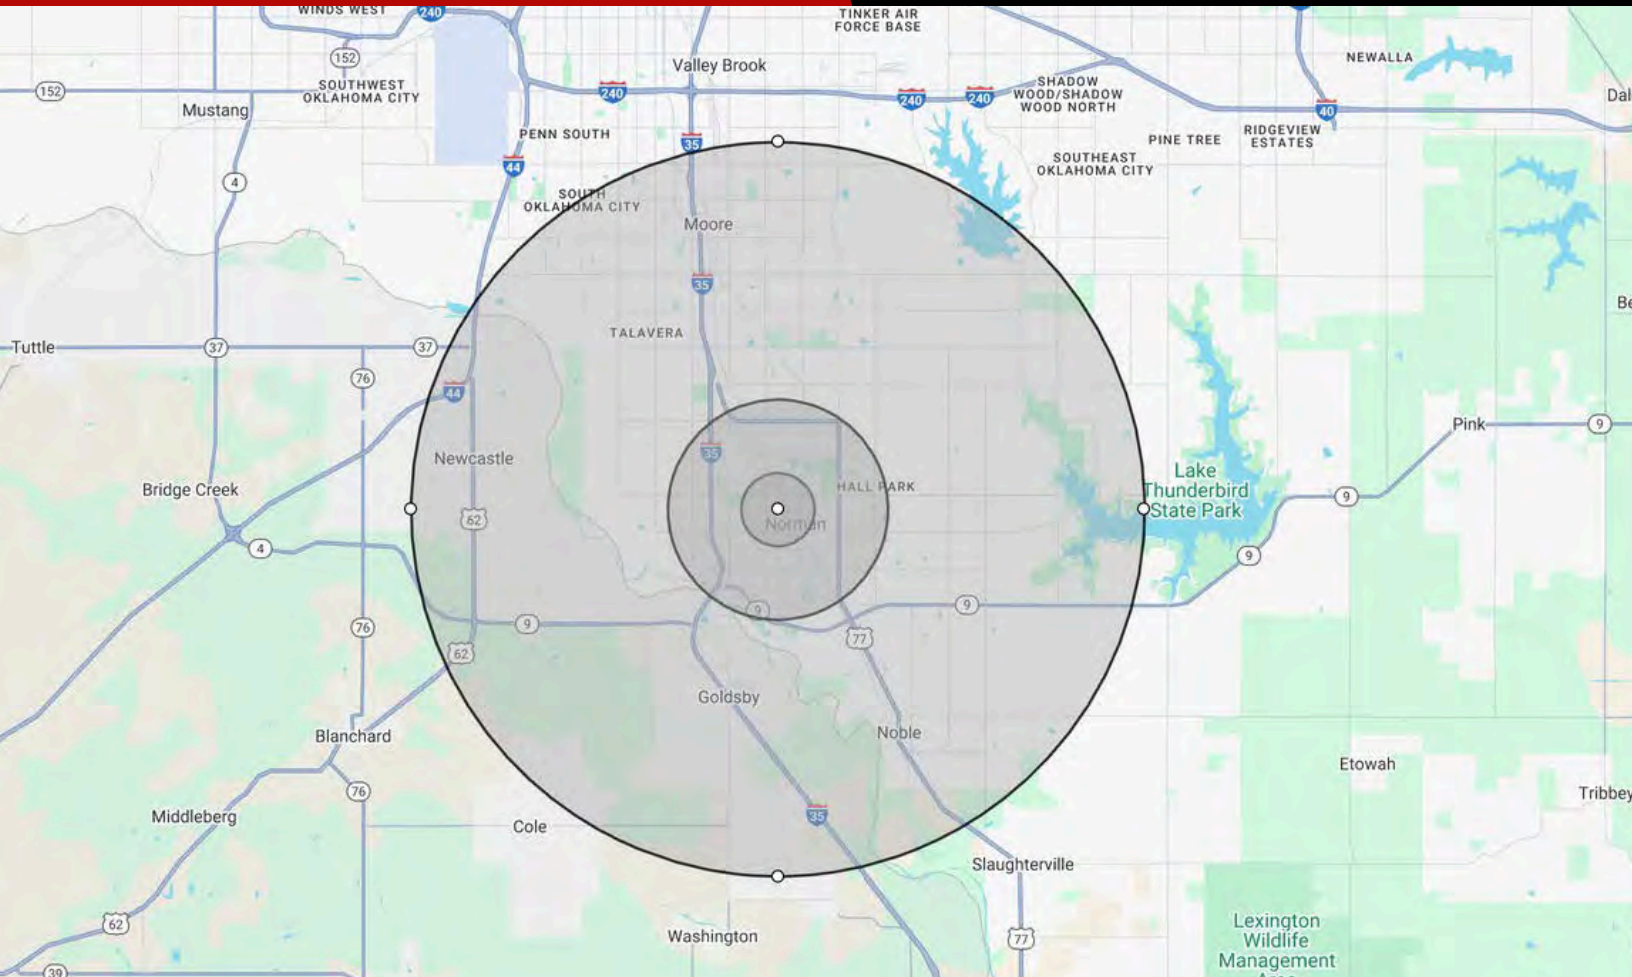 WINDS WEST
240
TINKER AIR
FORCE BASE
152
Valley Brook
NEWALLA
152
SOUTHWEST
OKLAHOMA CITY
240
240
240
SHADOW
WOOD/SHADOW
WOOD NORTH
40
Mustang
PENN SOUTH
35
PINE TREE
RIDGEVIEW
ESTATES
44
SOUTHEAST
OKLAHOMA CITY
4
SOUTH
OKLAHOMA CITY
Moore
35
TALAVERA
Tuttle
37
37
76
44
Pink
9
Newcastle
35
HALL PARK
Lake
Thunderbird
State Park
Bridge Creek
9
62
Norman
4
9
9
9
9
76
62
77
Goldsby
Noble
Blanchard
Etowah
76
Tribbey
Middleberg
Cole
35
Slaughterville
62
Washington
77
Lexington
Wildlife
Management
39